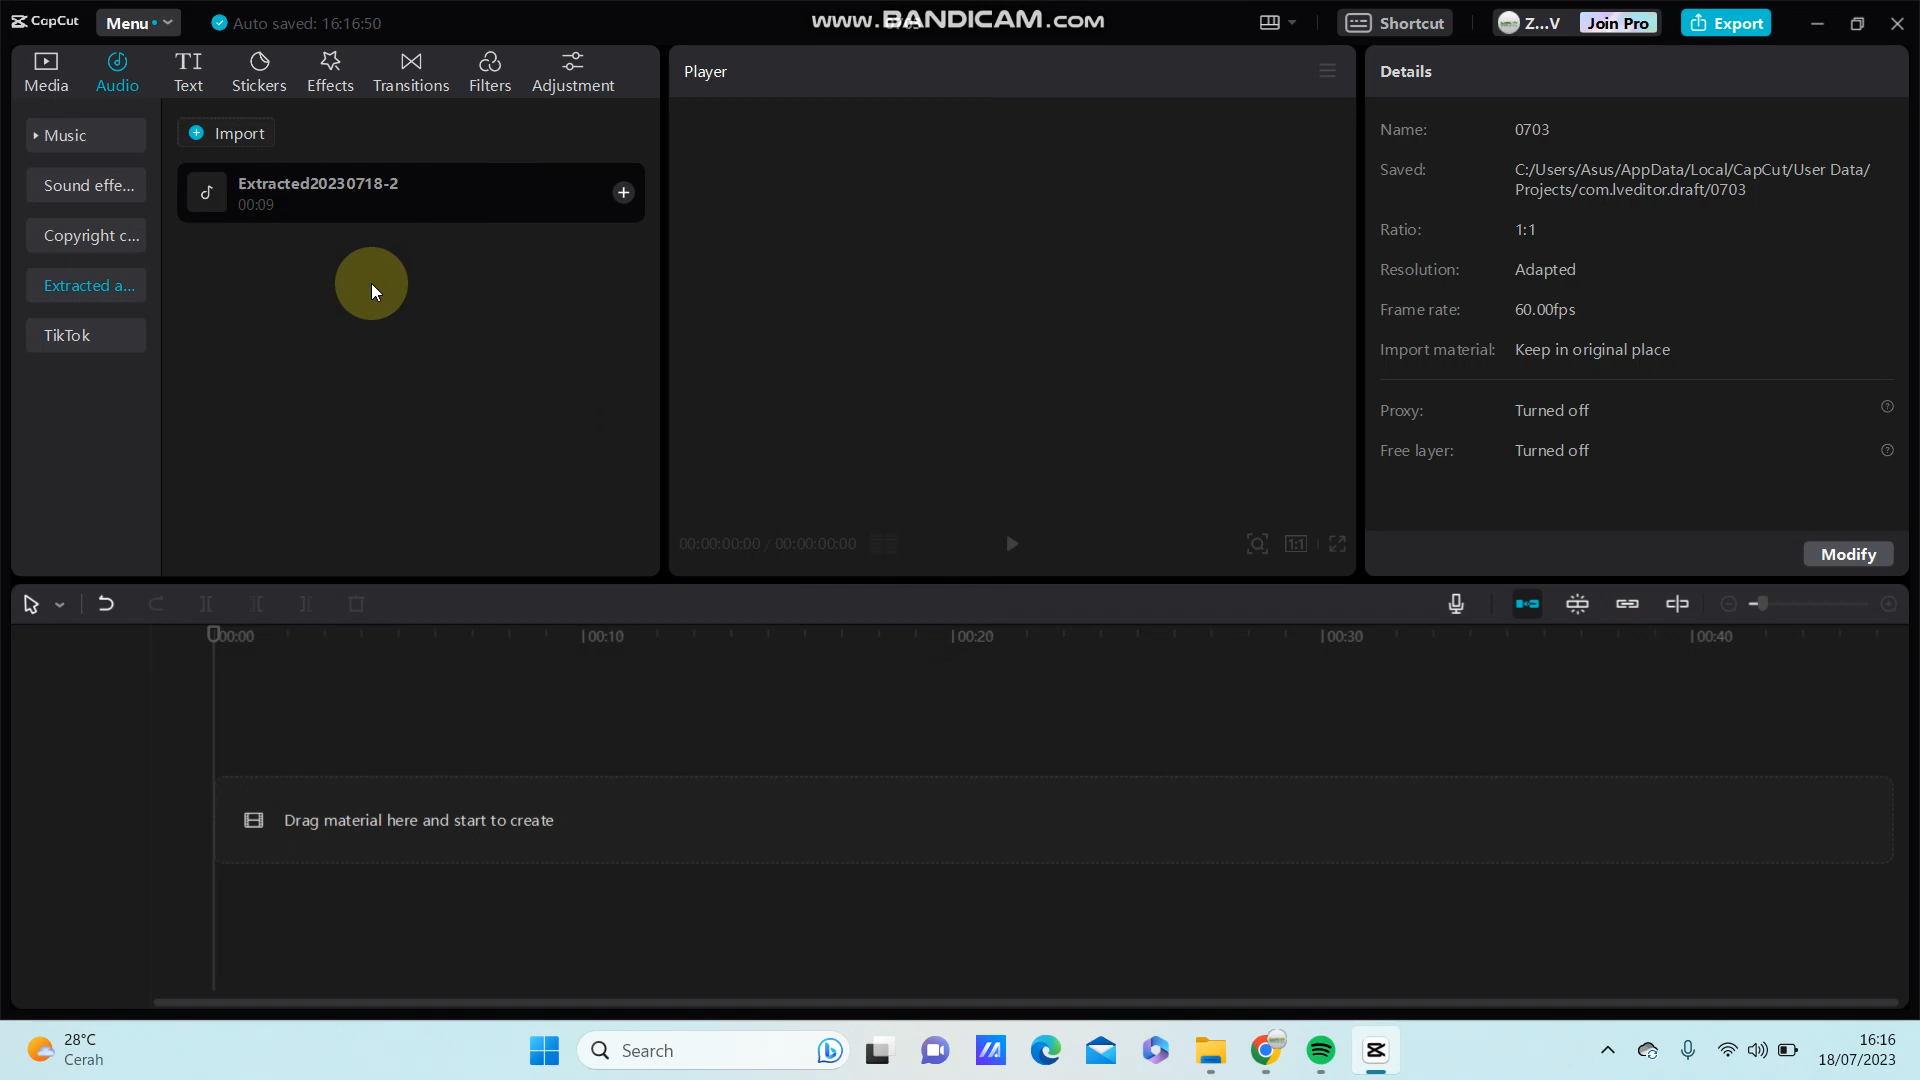 CapCut
Menu
Auto saved: 16:16:50
www.BANDICAM.com
Shortcut
Z...V
Join Pro
Export
Media
Audio
Text
Stickers
Effects
Transitions
Filters
Adjustment
Player
Details
Music
Sound effe...
Copyright c...
Extracted a...
TikTok
Import
Extracted20230718-2
00:09
Name: 0703
Saved: C:/Users/Asus/AppData/Local/CapCut/User Data/
Projects/com.lveditor.draft/0703
Ratio: 1:1
Resolution: Adapted
Frame rate: 60.00fps
Import material: Keep in original place
Proxy: Turned off
Free layer: Turned off
Modify
00:00:00:00 / 00:00:00:00
1:1
00:00
00:10
00:20
00:30
00:40
Drag material here and start to create
28°C
Cerah
Search
16:16
18/07/2023